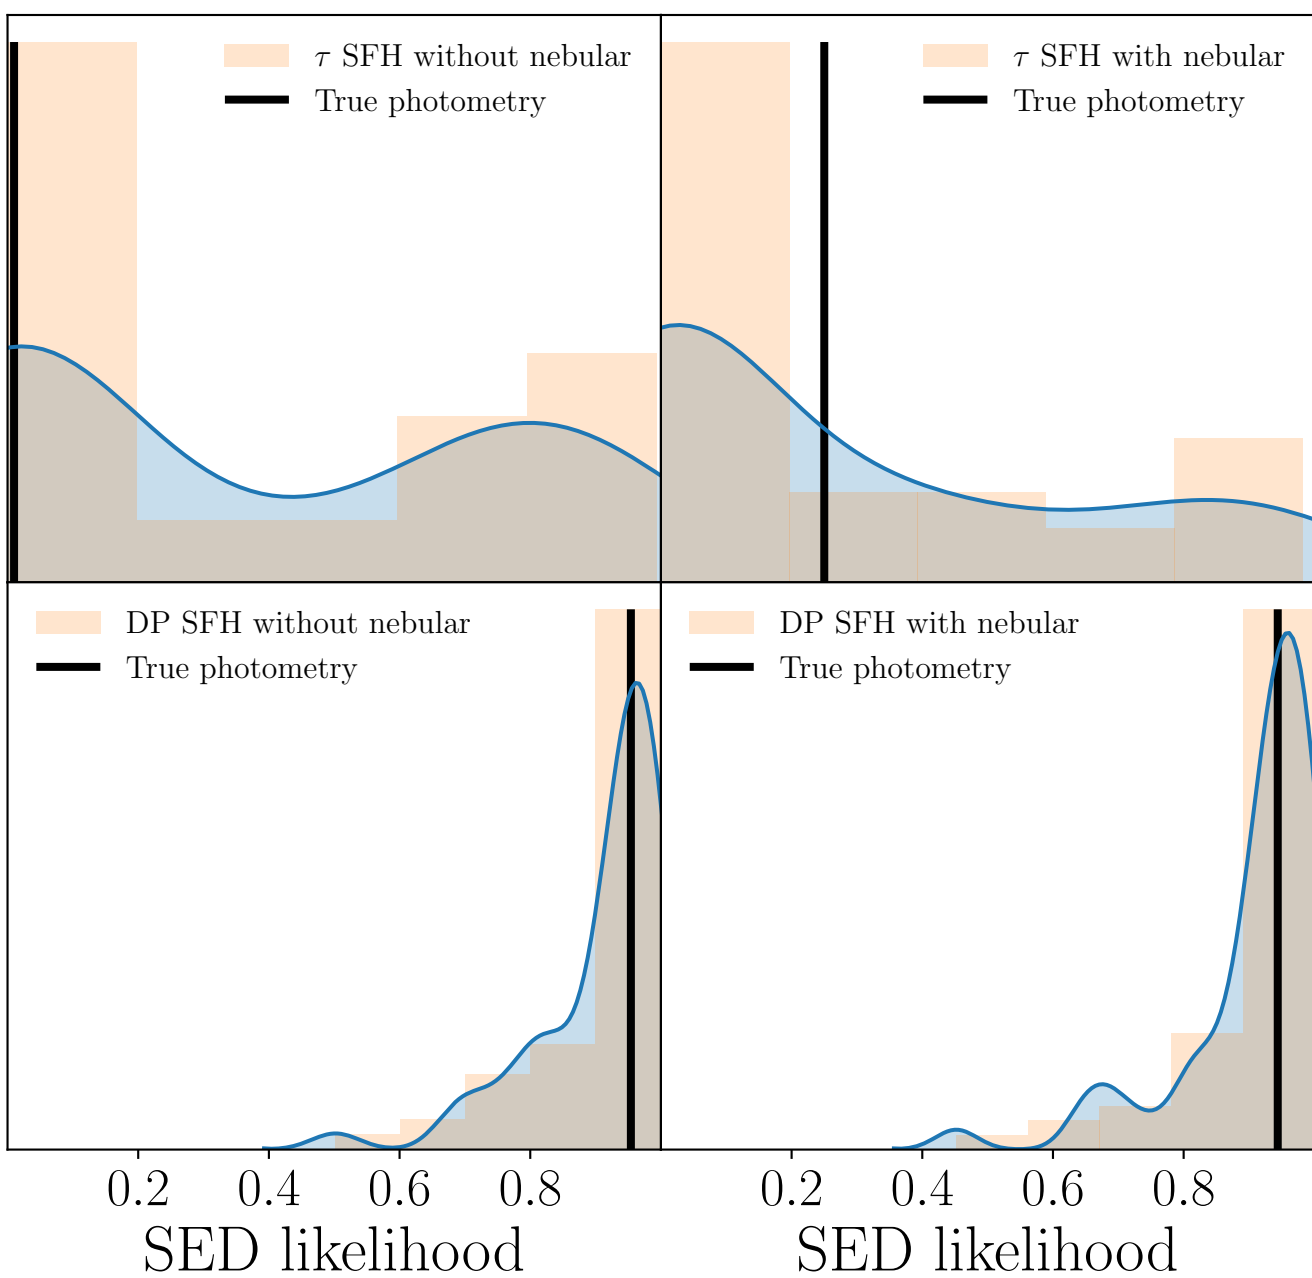 τ SFH without nebular
True photometry
τ SFH with nebular
True photometry
DP SFH without nebular
True photometry
DP SFH with nebular
True photometry
0.2 0.4 0.6 0.8
0.2 0.4 0.6 0.8
SED likelihood
SED likelihood